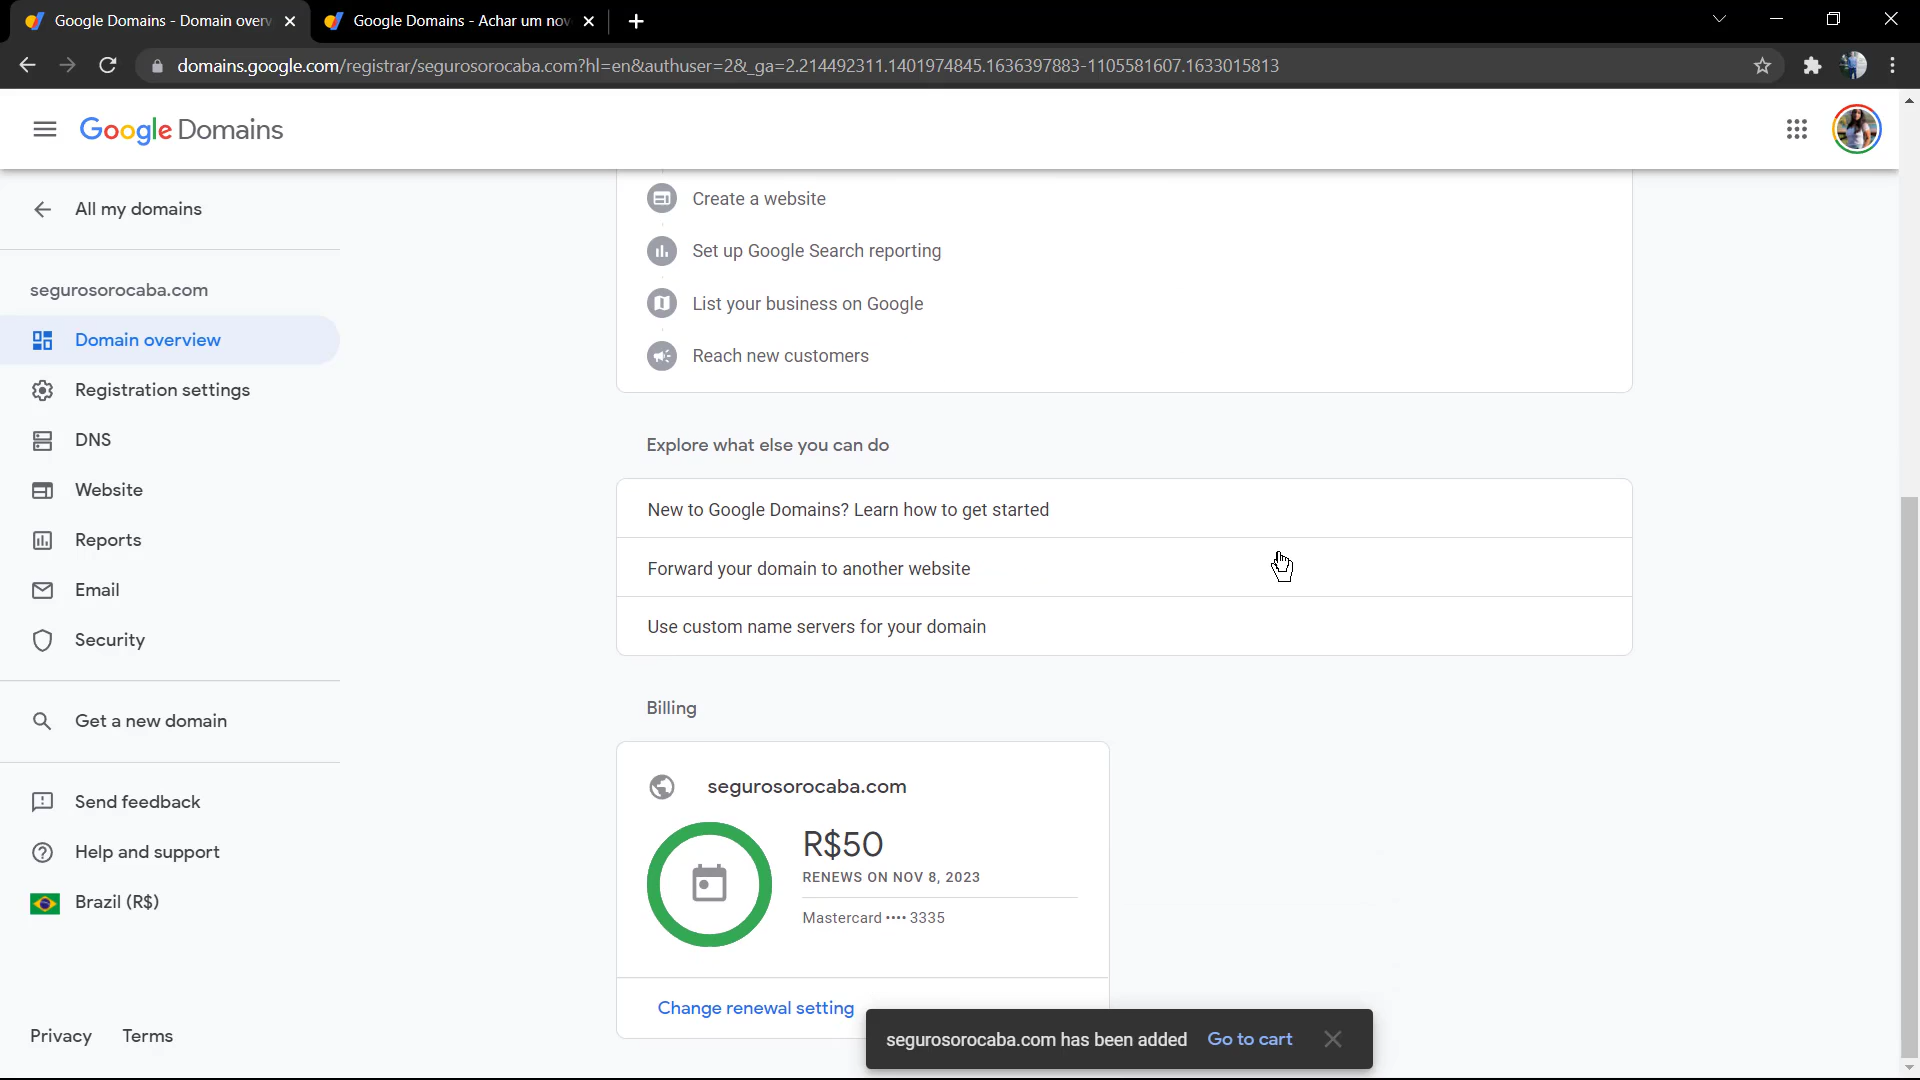 Google Domains - Domain over
Google Domains - Achar um nov
domains.google.com/registrar/segurosorocaba.com?hl=en&authuser=2&_ga=2.214492311.1401974845.1636397883-1105581607.1633015813
Google Domains
All my domains
segurosorocaba.com
Domain overview
Registration settings
DNS
Website
Reports
Email
Security
Get a new domain
Send feedback
Help and support
Brazil (R$)
Privacy Terms
Create a website
Set up Google Search reporting
List your business on Google
Reach new customers
Explore what else you can do
New to Google Domains? Learn how to get started
Forward your domain to another website
Use custom name servers for your domain
Billing
segurosorocaba.com
R$50
RENEWS ON NOV 8, 2023
Mastercard •••• 3335
Change renewal setting
segurosorocaba.com has been added Go to cart